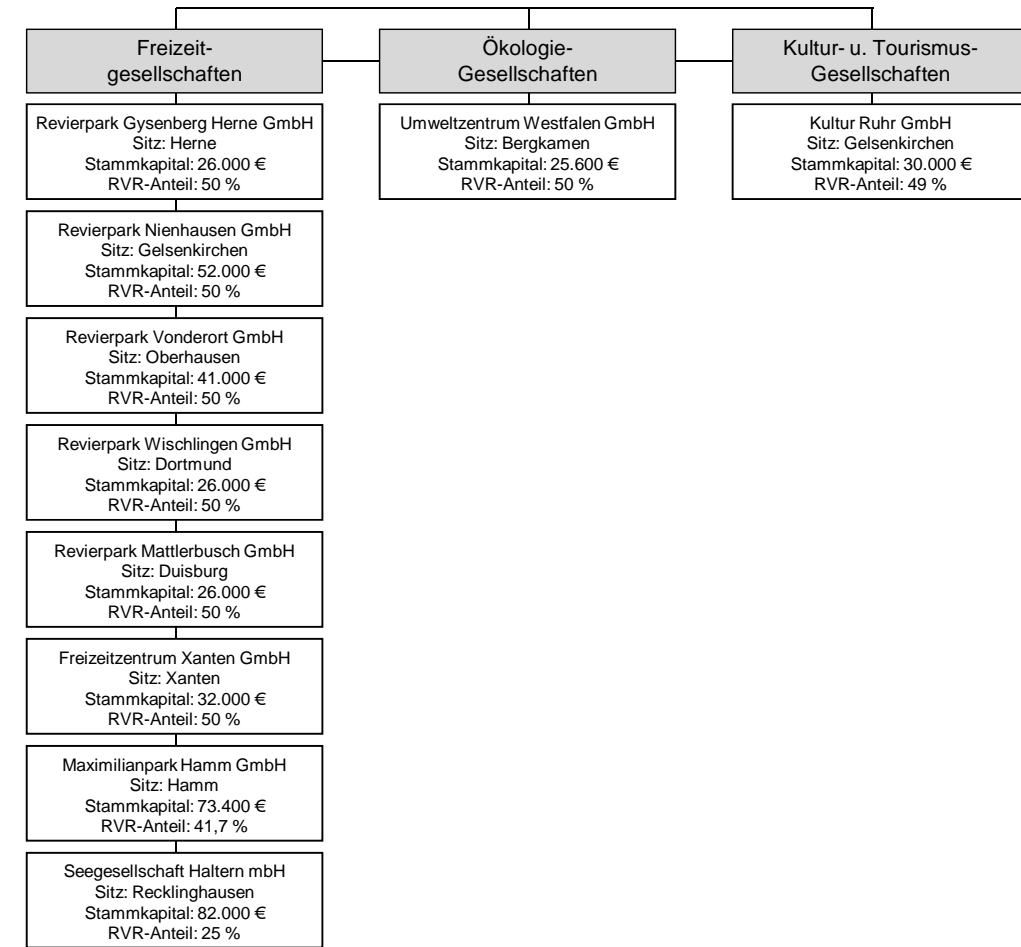 Freizeit-
gesellschaften
Revierpark Gysenberg Herne GmbH
Sitz: Herne
Stammkapital: 26.000 €
RVR-Anteil: 50 %
Revierpark Nienhausen GmbH
Sitz: Gelsenkirchen
Stammkapital: 52.000 €
RVR-Anteil: 50 %
Revierpark Vonderort GmbH
Sitz: Oberhausen
Stammkapital: 41.000 €
RVR-Anteil: 50 %
Revierpark Wischlingen GmbH
Sitz: Dortmund
Stammkapital: 26.000 €
RVR-Anteil: 50 %
Revierpark Mattlerbusch GmbH
Sitz: Duisburg
Stammkapital: 26.000 €
RVR-Anteil: 50 %
Freizeitzentrum Xanten GmbH
Sitz: Xanten
Stammkapital: 32.000 €
RVR-Anteil: 50 %
Maximilianpark Hamm GmbH
Sitz: Hamm
Stammkapital: 73.400 €
RVR-Anteil: 41,7 %
Seegesellschaft Haltern mbH
Sitz: Recklinghausen
Stammkapital: 82.000 €
RVR-Anteil: 25 %
Ökologie-
Gesellschaften
Umweltzentrum Westfalen GmbH
Sitz: Bergkamen
Stammkapital: 25.600 €
RVR-Anteil: 50 %
Kultur- u. Tourismus-
Gesellschaften
Kultur Ruhr GmbH
Sitz: Gelsenkirchen
Stammkapital: 30.000 €
RVR-Anteil: 49 %